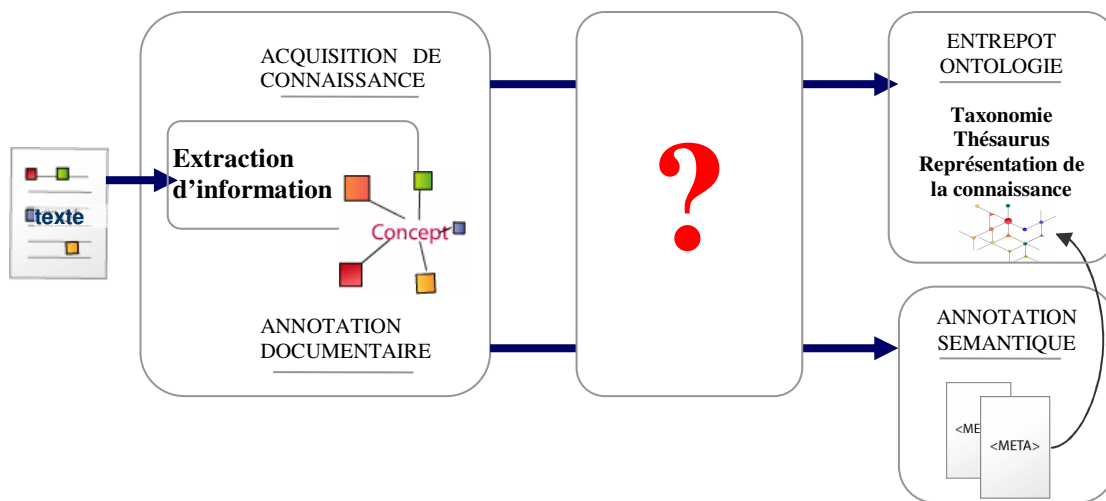 texte
ACQUISITION DE
CONNAISSANCE
Extraction
d’information
Concept
ANNOTATION
DOCUMENTAIRE
?
ENTREPOT
ONTOLOGIE
Taxonomie
Thésaurus
Représentation de
la connaissance
ANNOTATION
SEMANTIQUE
<ME
<META>